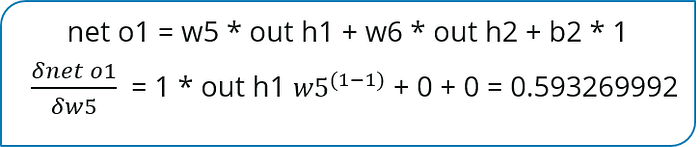 net o1 = w5 * out h1 + w6 * out h2 + b2 * 1
δnet o1/δw5 = 1 * out h1 w5^(1−1) + 0 + 0 = 0.593269992